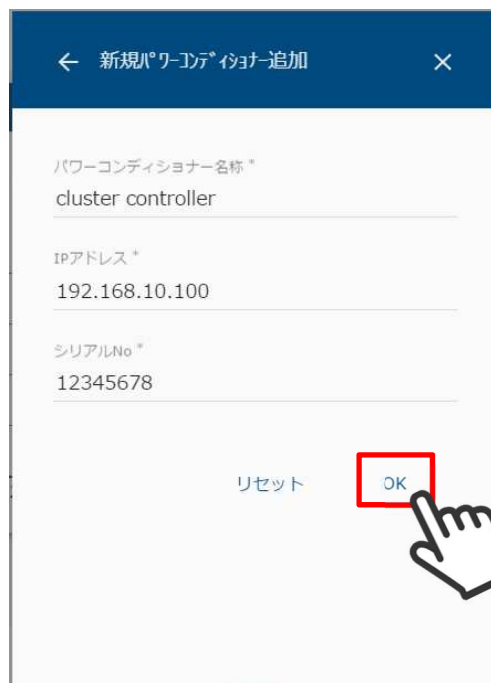 新規ﾊﾟﾜｰｺﾝﾃﾞｨｼｮﾅｰ追加
パワーコンディショナー名称 *
cluster controller
IPアドレス *
192.168.10.100
シリアルNo *
12345678
リセット OK